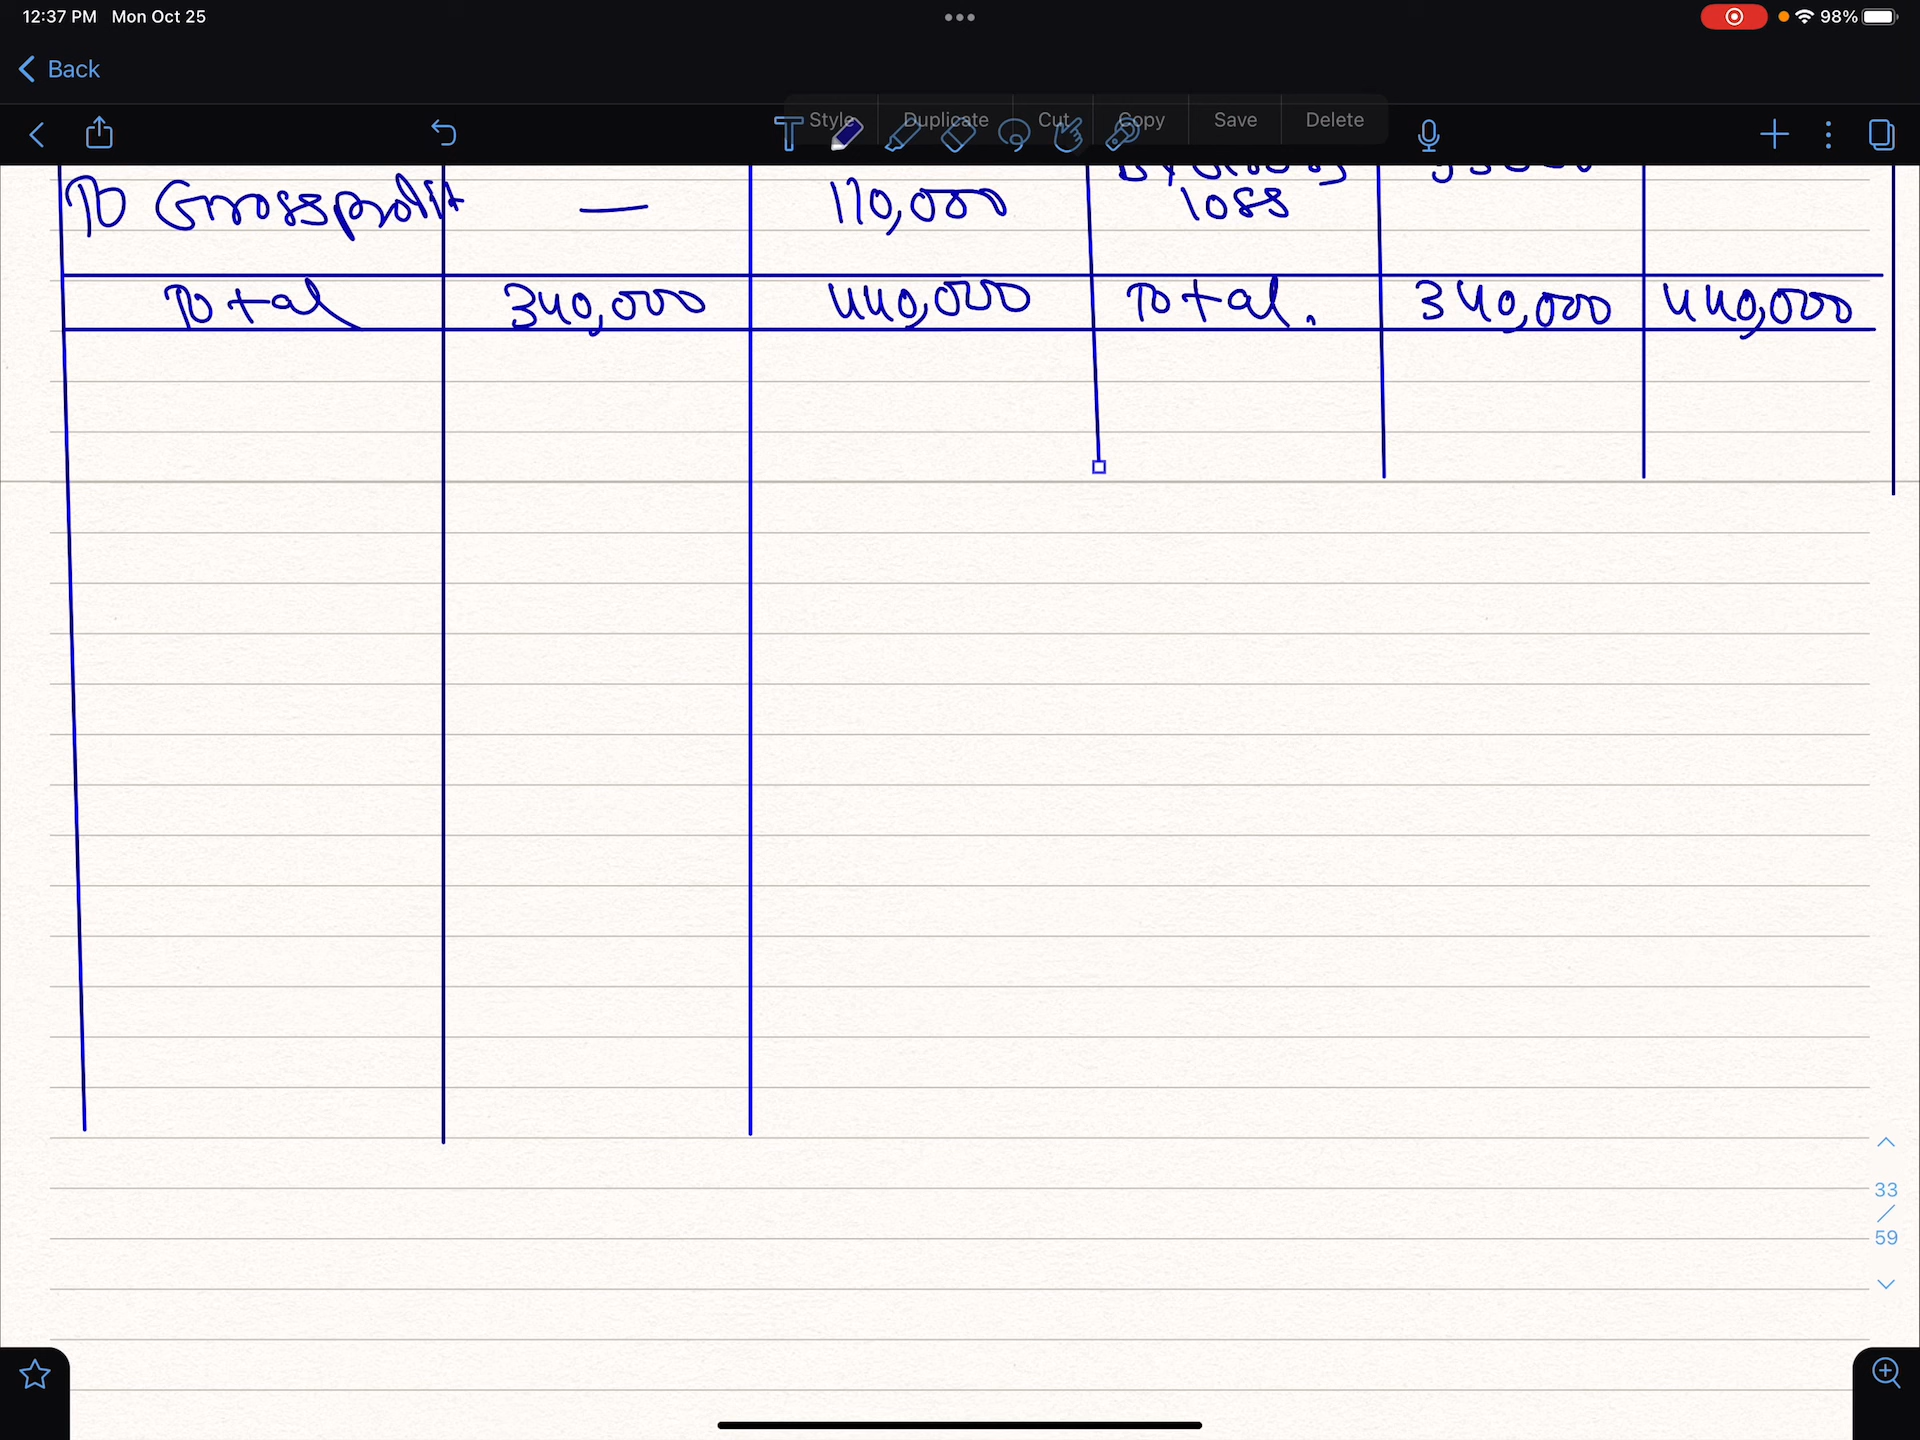 12:37 PM Mon Oct 25
98%
Back
Style Duplicate Cut Copy Save Delete
T
To Grossprofit — 110,000 loss
Total 340,000 440,000 Total. 340,000 440,000
33
/
59